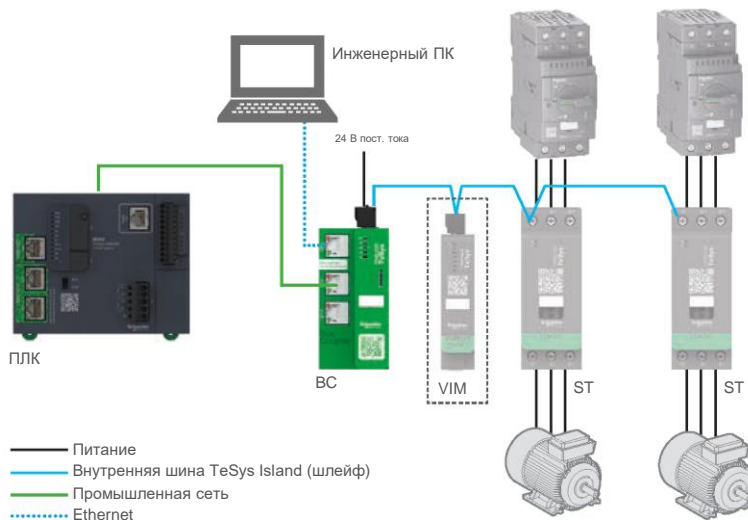 Инженерный ПК
24 В пост. тока
ПЛК
BC
VIM
ST
ST
Питание
Внутренняя шина TeSys Island (шлейф)
Промышленная сеть
Ethernet